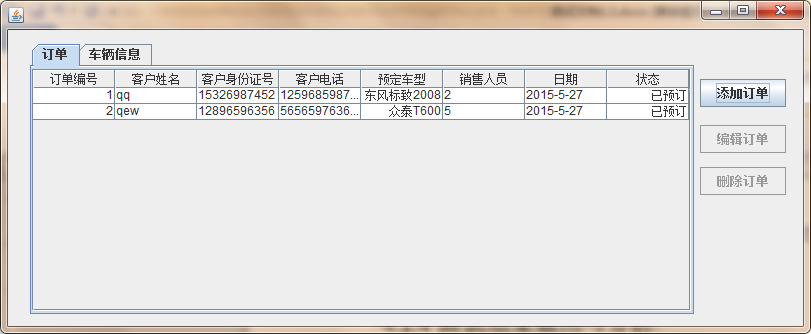 订单 车辆信息
订单编号 客户姓名 客户身份证号 客户电话 预定车型 销售人员 日期 状态
1 qq 15326987452 1259685987... 东风标致2008 2 2015-5-27 已预订
2 qew 12896596356 5656597636... 众泰T600 5 2015-5-27 已预订
添加订单
编辑订单
删除订单